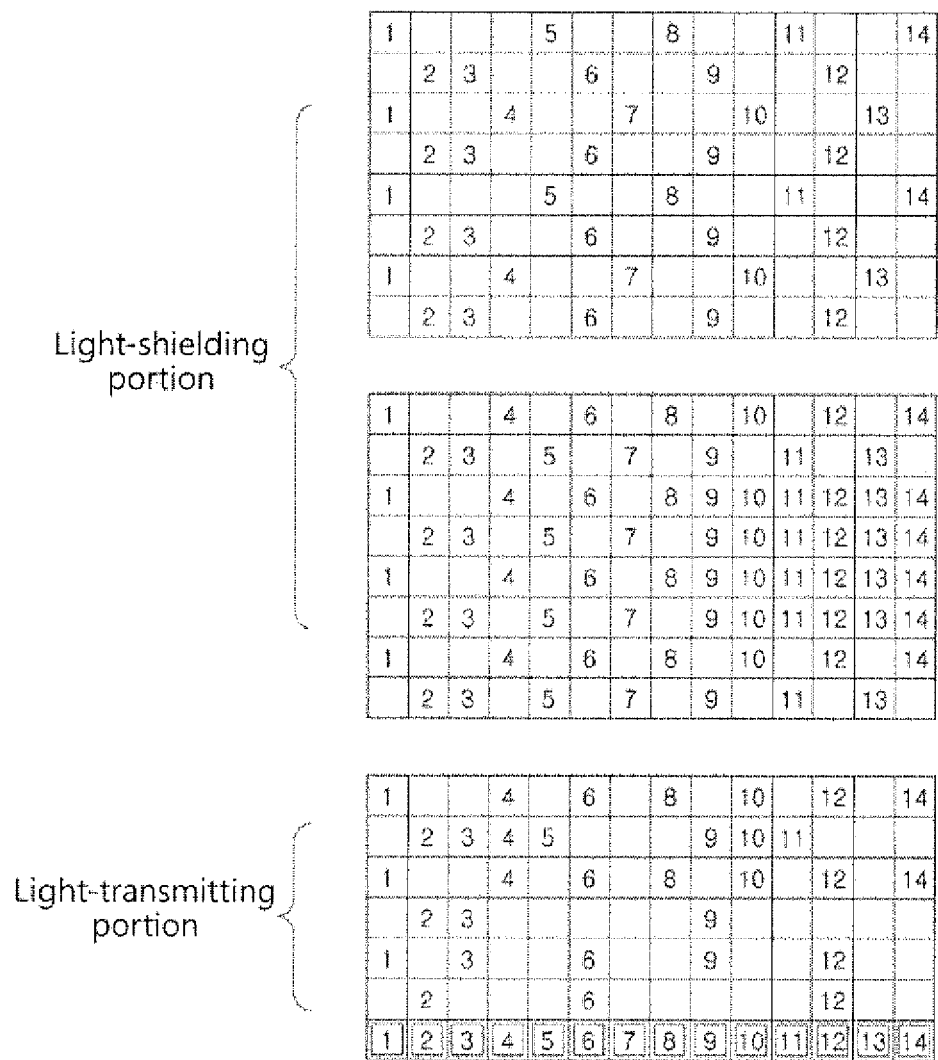 1 5 8 11 14
2 3 6 9 12
1 4 7 10 13
2 3 6 9 12
1 5 8 11 14
2 3 6 9 12
1 4 7 10 13
2 3 6 9 12
Light-shielding
portion
1 4 6 8 10 12 14
2 3 5 7 9 11 13
1 4 6 8 9 10 11 12 13 14
2 3 5 7 9 10 11 12 13 14
1 4 6 8 9 10 11 12 13 14
2 3 5 7 9 10 11 12 13 14
1 4 6 8 10 12 14
2 3 5 7 9 11 13
1 4 6 8 10 12 14
2 3 4 5 9 10 11
1 4 6 8 10 12 14
Light-transmitting
portion
2 3 9
1 3 6 9 12
2 6 12
1 2 3 4 5 6 7 8 9 10 11 12 13 14